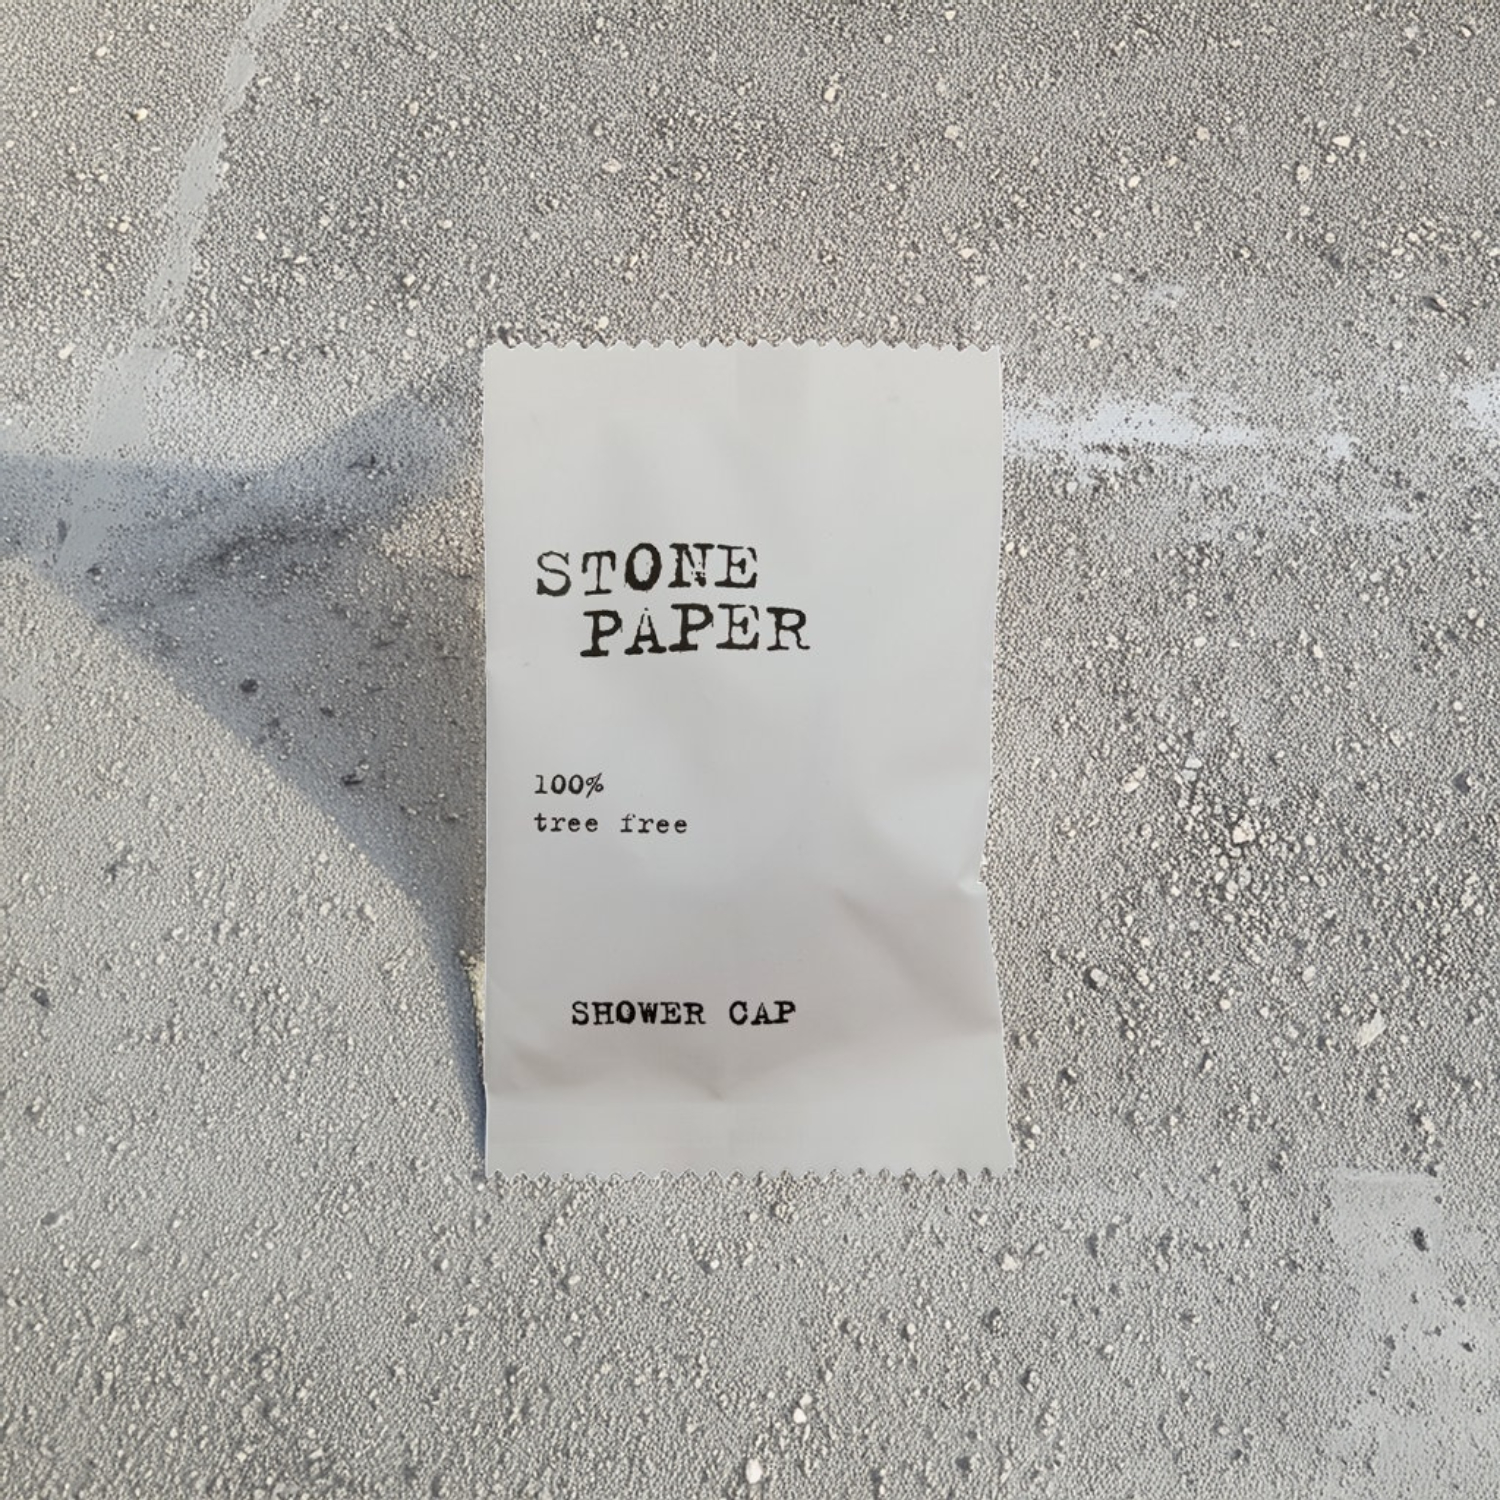 STONE
PAPER
100%
tree free
SHOWER CAP